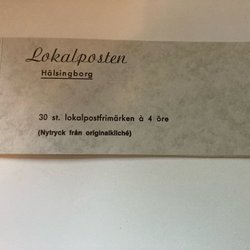 Lokalposten
Hälsingborg
30 st. lokalpostfrimärken à 4 öre
(Nytryck från originalkliché)